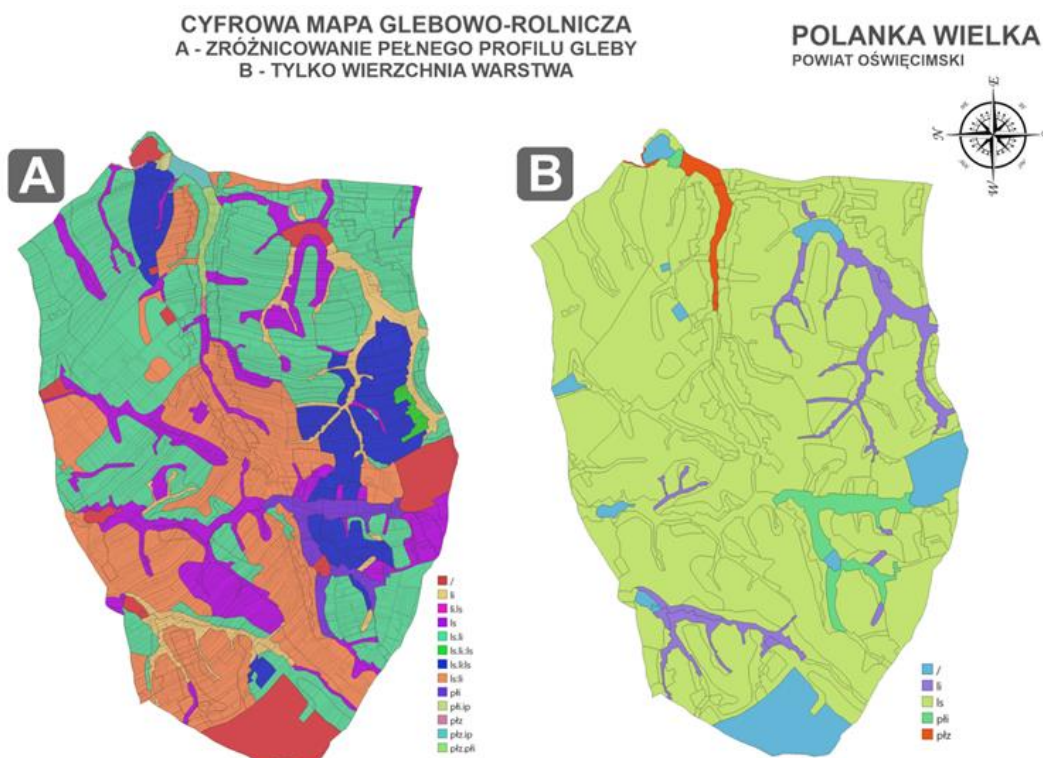 CYFROWA MAPA GLEBOWO-ROLNICZA
A - ZRÓŻNICOWANIE PEŁNEGO PROFILU GLEBY
B - TYLKO WIERZCHNIA WARSTWA
POLANKA WIELKA
POWIAT OŚWIĘCIMSKI
E
N
W
A
B
/
li
li.ls
ls
ls.li
ls.li:ls
ls.li:ls
ls:li
płi
płi.ip
płz
płz.ip
płz.płi
/
li
ls
płi
płz